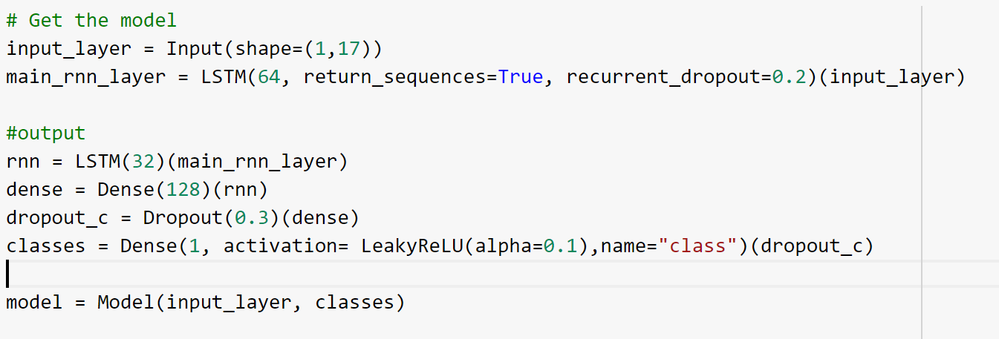 # Get the model
input_layer = Input(shape=(1,17))
main_rnn_layer = LSTM(64, return_sequences=True, recurrent_dropout=0.2)(input_layer)
#output
rnn = LSTM(32)(main_rnn_layer)
dense = Dense(128)(rnn)
dropout_c = Dropout(0.3)(dense)
classes = Dense(1, activation= LeakyReLU(alpha=0.1),name="class")(dropout_c)
model = Model(input_layer, classes)